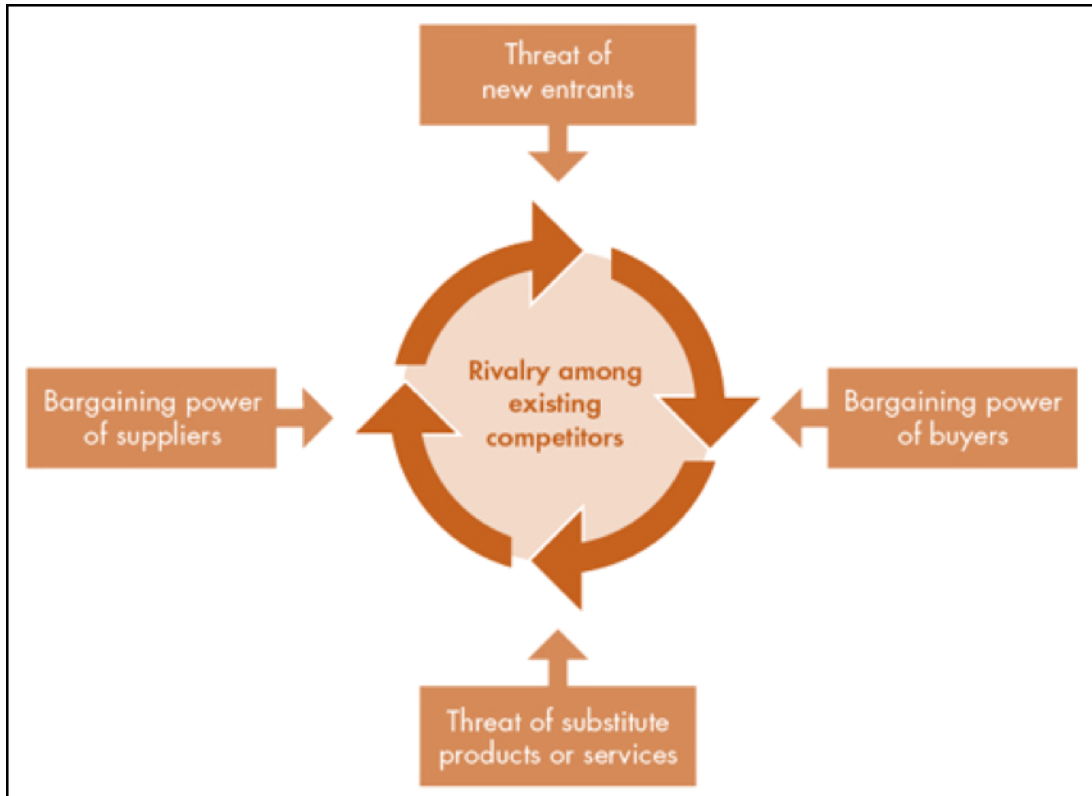 Threat of
new entrants
Bargaining power
of suppliers
Rivalry among
existing
competitors
Bargaining power
of buyers
Threat of substitute
products or services